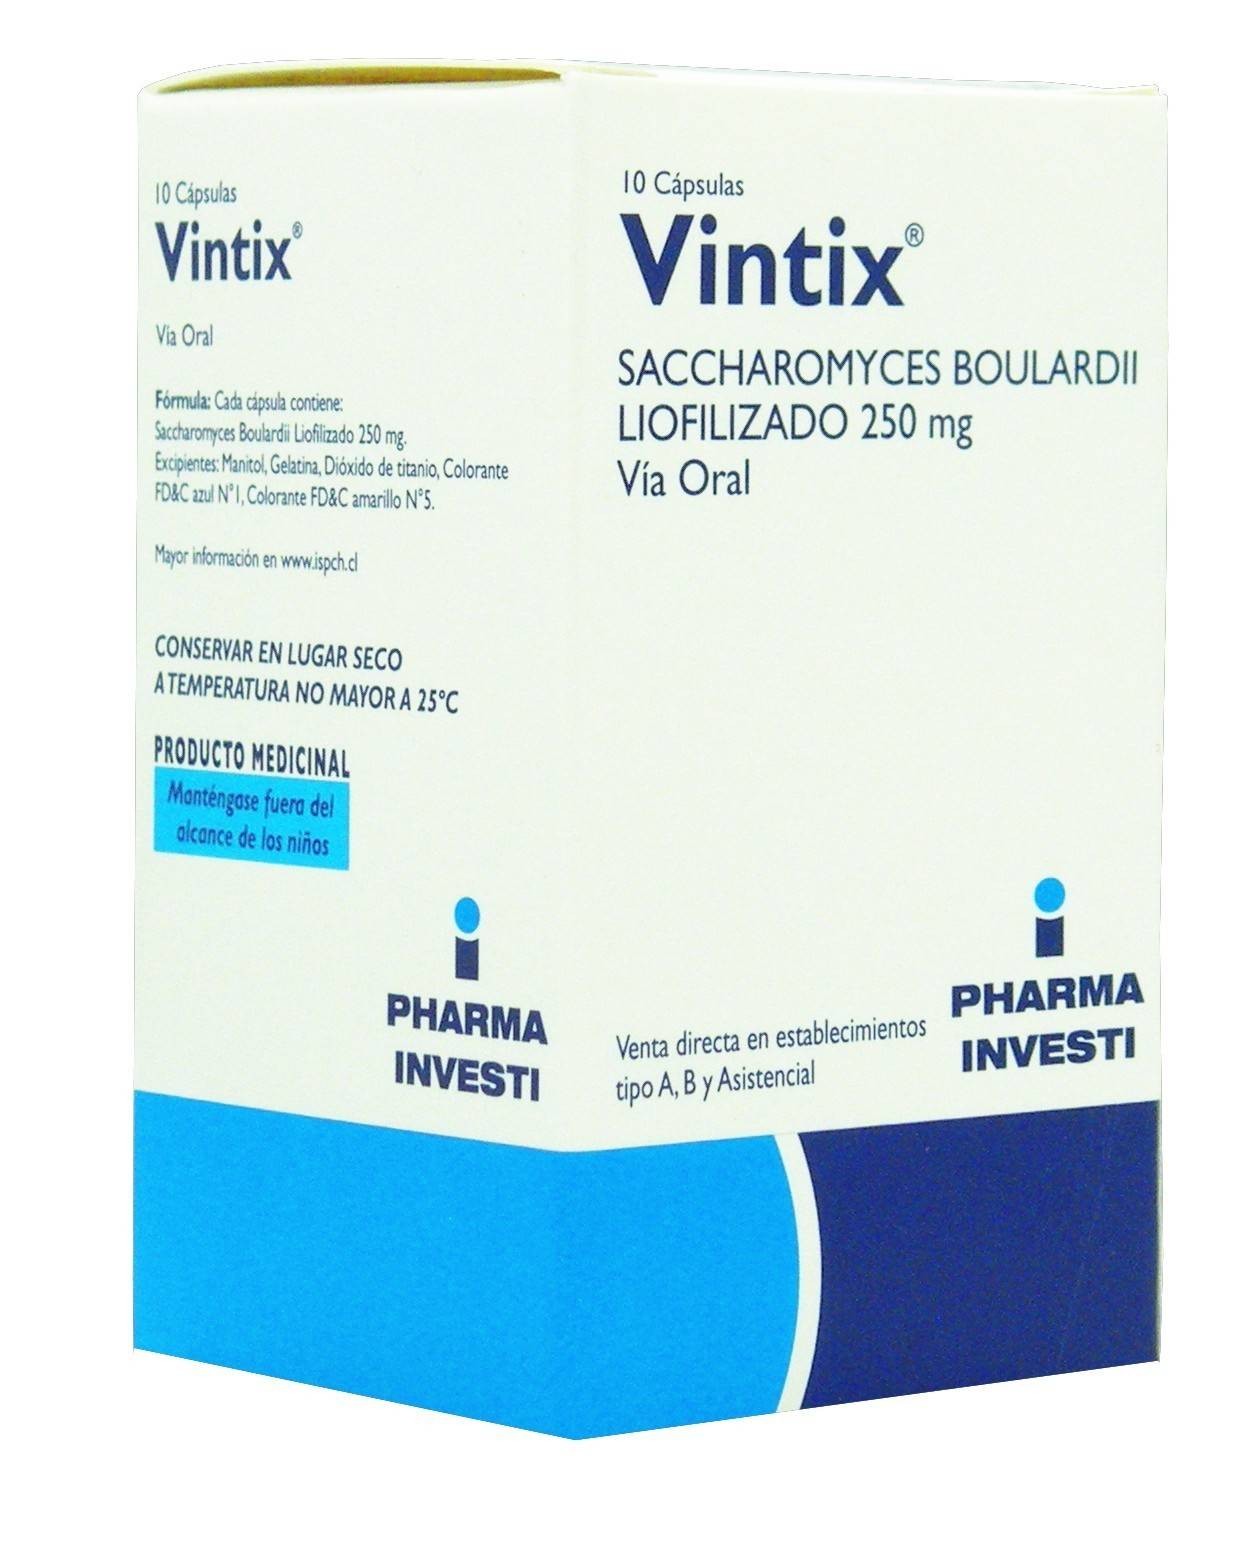 10 Cápsulas
Vintix®
Vía Oral
Fórmula: Cada cápsula contiene:
Saccharomyces Boulardii Liofilizado 250 mg.
Excipientes: Manitol, Gelatina, Dióxido de titanio, Colorante
FD&C azul N°1, Colorante FD&C amarillo N°5.
Mayor información en www.ispch.cl
CONSERVAR EN LUGAR SECO
A TEMPERATURA NO MAYOR A 25°C
PRODUCTO MEDICINAL
Manténgase fuera del
alcance de los niños
i
PHARMA
INVESTI
10 Cápsulas
Vintix®
SACCHAROMYCES BOULARDII
LIOFILIZADO 250 mg
Vía Oral
Venta directa en establecimientos
tipo A, B y Asistencial
i
PHARMA
INVESTI